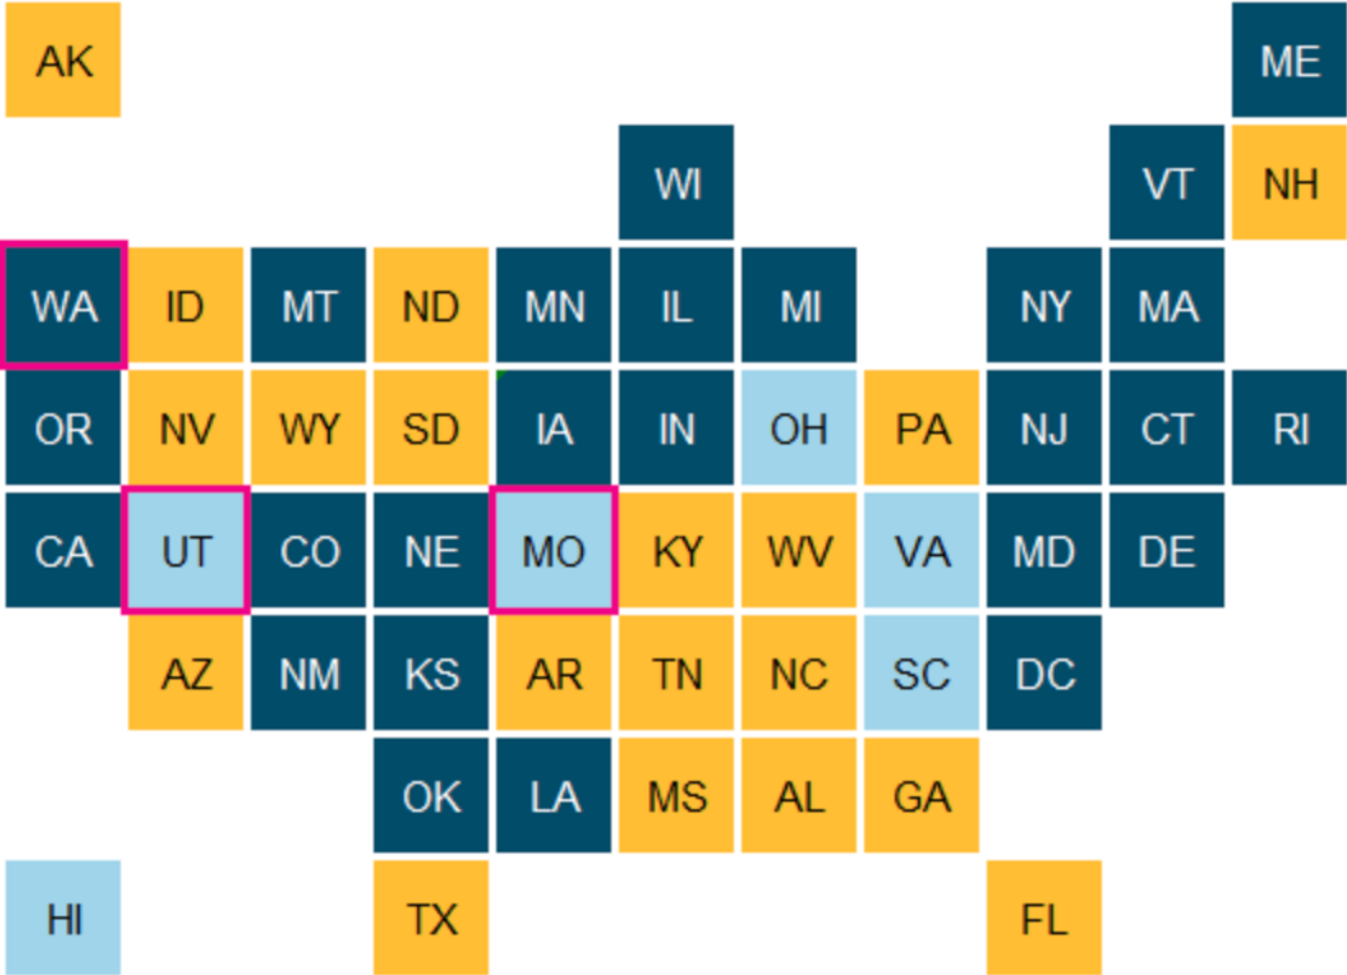 AK ME
WI VT NH
WA ID MT ND MN IL MI NY MA
OR NV WY SD IA IN OH PA NJ CT RI
CA UT CO NE MO KY WV VA MD DE
AZ NM KS AR TN NC SC DC
OK LA MS AL GA
HI TX FL